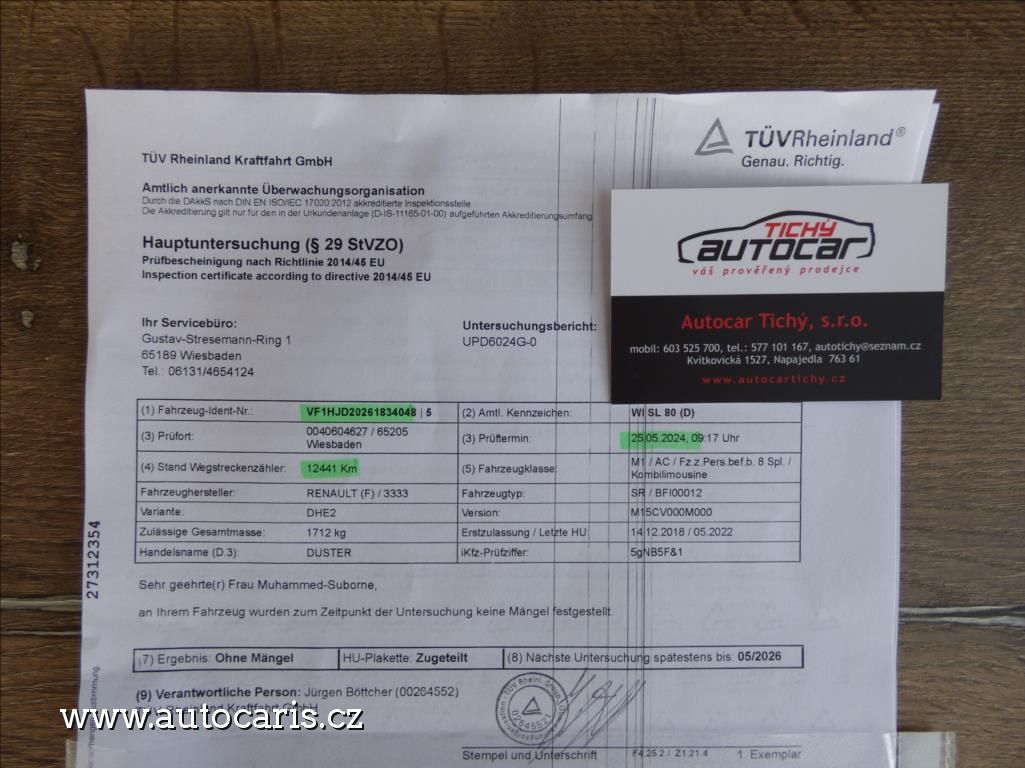 TÜVRheinland®
Genau. Richtig.
TÜV Rheinland Kraftfahrt GmbH
Amtlich anerkannte Überwachungsorganisation
Durch die DAkkS nach DIN EN ISO/IEC 17020:2012 akkreditierte Inspektionsstelle
Die Akkreditierung gilt nur für den in der Urkundenanlage (D-IS-11165-01-00) aufgeführten Akkreditierungsumfang
Hauptuntersuchung (§ 29 StVZO)
Prüfbescheinigung nach Richtlinie 2014/45 EU
Inspection certificate according to directive 2014/45 EU
TICHÝ
AUTOCAR
váš prověřený prodejce
Autocar Tichý, s.r.o.
mobil: 603 525 700, tel.: 577 101 167, autotichy@seznam.cz
Kvítkovická 1527, Napajedla 763 61
www.autocartichy.cz
Ihr Servicebüro:
Gustav-Stresemann-Ring 1
65189 Wiesbaden
Tel.: 06131/4654124
Untersuchungsbericht:
UPD6024G-0
(1) Fahrzeug-Ident-Nr.: VF1HJD20261834048 | 5 (2) Amtl. Kennzeichen: WI SL 80 (D)
(3) Prüfort: 0040604627 / 65205 Wiesbaden (3) Prüftermin: 25.05.2024, 09:17 Uhr
(4) Stand Wegstreckenzähler: 12441 Km (5) Fahrzeugklasse: M1 / AC / Fz.z.Pers.bef.b. 8 Spl. / Kombilimousine
Fahrzeughersteller: RENAULT (F) / 3333 Fahrzeugtyp: SR / BFI00012
Variante: DHE2 Version: M15CV000M000
Zulässige Gesamtmasse: 1712 kg Erstzulassung / Letzte HU: 14.12.2018 / 05.2022
Handelsname (D.3): DUSTER iKfz-Prüfziffer: 5gNB5F&1
27312354
Sehr geehrte(r) Frau Muhammed-Suborne,
an Ihrem Fahrzeug wurden zum Zeitpunkt der Untersuchung keine Mängel festgestellt.
(7) Ergebnis: Ohne Mängel HU-Plakette: Zugeteilt (8) Nächste Untersuchung spätestens bis: 05/2026
(9) Verantwortliche Person: Jürgen Böttcher (00264552)
TÜV Rheinland Kraftfahrt GmbH
www.autocaris.cz
Stempel und Unterschrift F4.25.2 / Z1.21.4 1. Exemplar